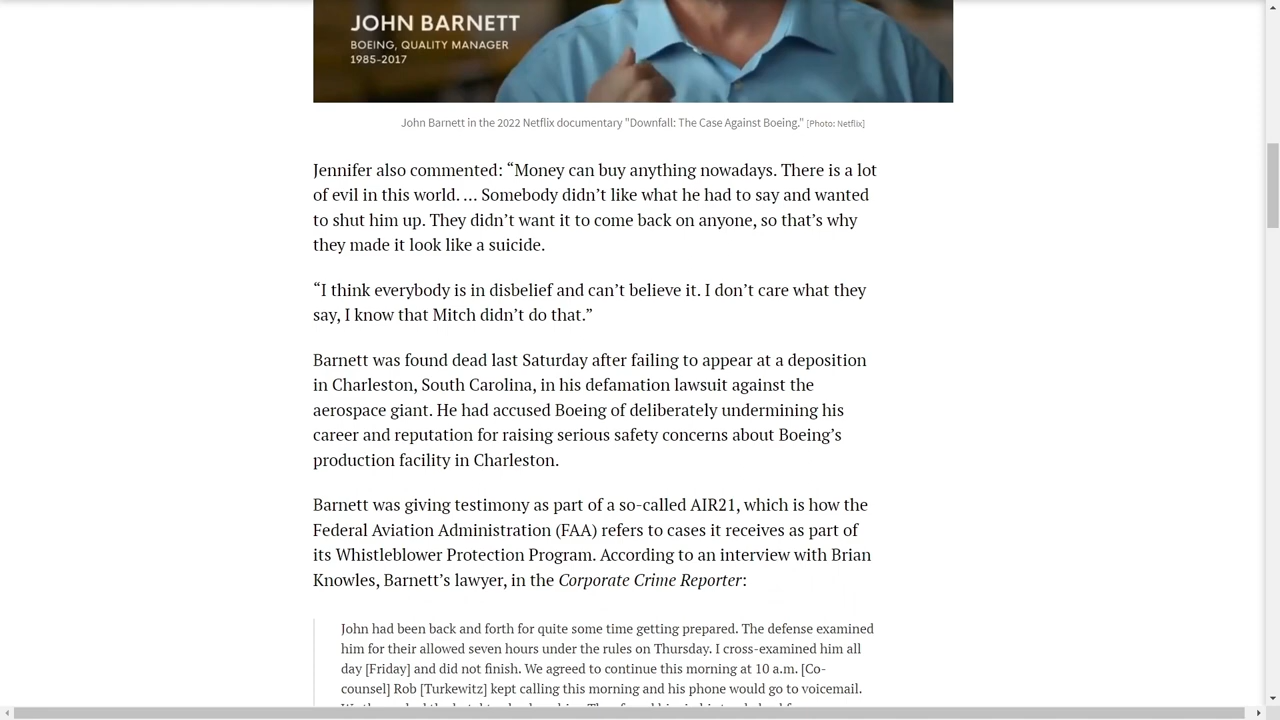 JOHN BARNETT
BOEING, QUALITY MANAGER
1985-2017
John Barnett in the 2022 Netflix documentary "Downfall: The Case Against Boeing." [Photo: Netflix]
Jennifer also commented: “Money can buy anything nowadays. There is a lot
of evil in this world. … Somebody didn’t like what he had to say and wanted
to shut him up. They didn’t want it to come back on anyone, so that’s why
they made it look like a suicide.
“I think everybody is in disbelief and can’t believe it. I don’t care what they
say, I know that Mitch didn’t do that.”
Barnett was found dead last Saturday after failing to appear at a deposition
in Charleston, South Carolina, in his defamation lawsuit against the
aerospace giant. He had accused Boeing of deliberately undermining his
career and reputation for raising serious safety concerns about Boeing’s
production facility in Charleston.
Barnett was giving testimony as part of a so-called AIR21, which is how the
Federal Aviation Administration (FAA) refers to cases it receives as part of
its Whistleblower Protection Program. According to an interview with Brian
Knowles, Barnett’s lawyer, in the Corporate Crime Reporter:
John had been back and forth for quite some time getting prepared. The defense examined
him for their allowed seven hours under the rules on Thursday. I cross-examined him all
day [Friday] and did not finish. We agreed to continue this morning at 10 a.m. [Co-
counsel] Rob [Turkewitz] kept calling this morning and his phone would go to voicemail.